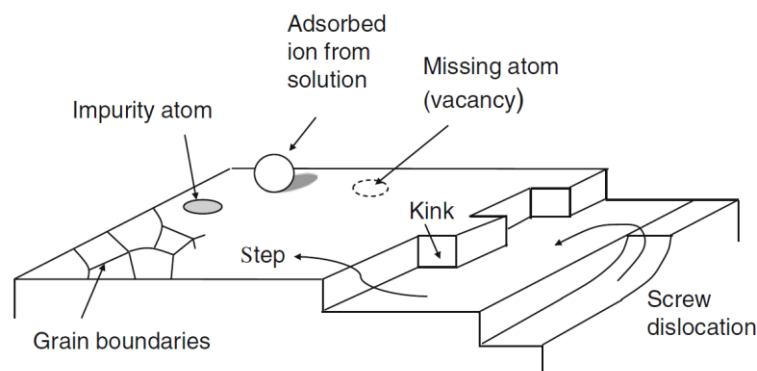 Adsorbed
ion from
solution
Missing atom
(vacancy)
Impurity atom
Kink
Step
Screw
dislocation
Grain boundaries